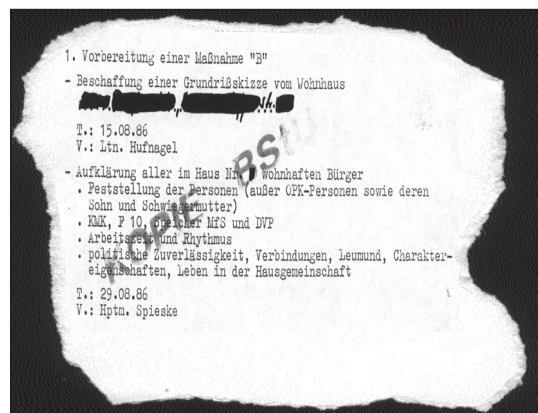 1. Vorbereitung einer Maßnahme "B"
- Beschaffung einer Grundrißskizze vom Wohnhaus
T.: 15.08.86
V.: Ltn. Hufnagel
- Aufklärung aller im Haus Nr. wohnhaften Bürger
. Feststellung der Personen (außer OPK-Personen sowie deren
Sohn und Schwiegermutter)
. KMK, P 10, Speicher MfS und DVP
. Arbeitszeit und Rhythmus
. politische Zuverlässigkeit, Verbindungen, Leumund, Charakter-
eigenschaften, Leben in der Hausgemeinschaft
T.: 29.08.86
V.: Hptm. Spieske
KOPIE BStU